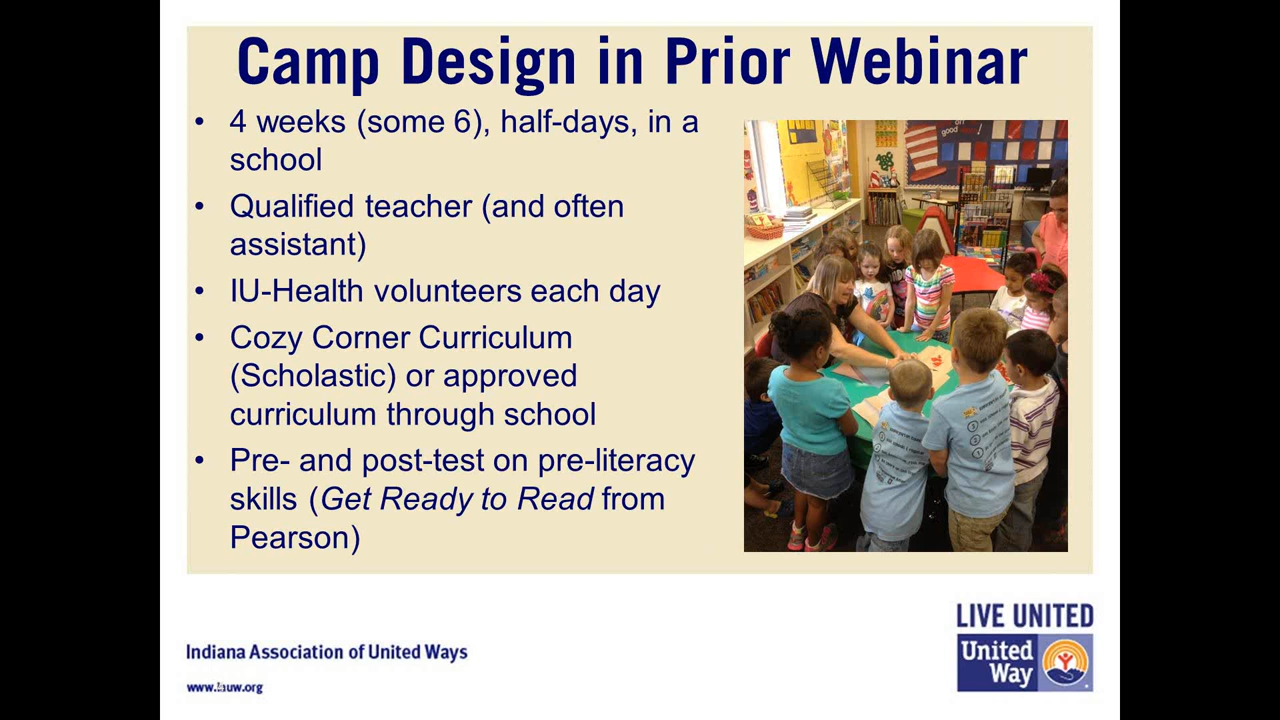 Camp Design in Prior Webinar
• 4 weeks (some 6), half-days, in a
school
• Qualified teacher (and often
assistant)
• IU-Health volunteers each day
• Cozy Corner Curriculum
(Scholastic) or approved
curriculum through school
• Pre- and post-test on pre-literacy
skills (Get Ready to Read from
Pearson)
good
LIVE UNITED
United
Way
Indiana Association of United Ways